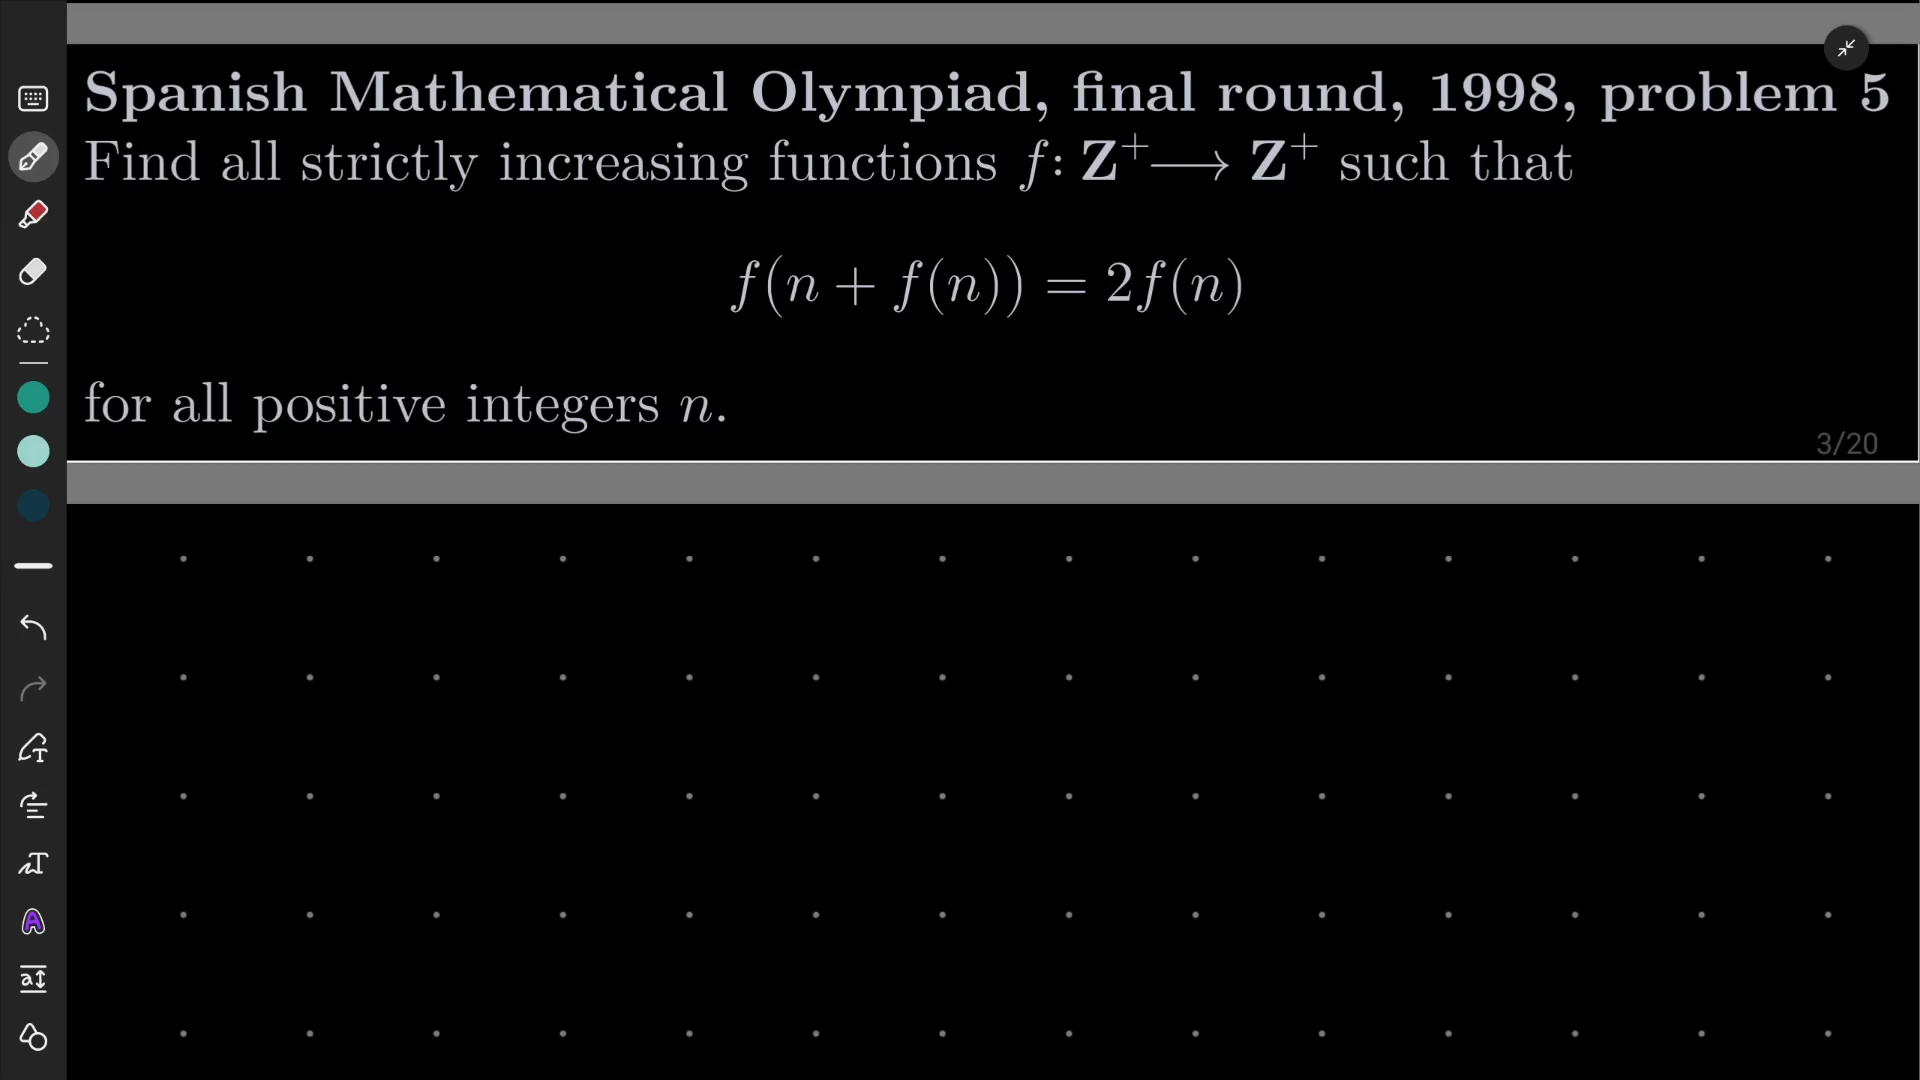 Spanish Mathematical Olympiad, final round, 1998, problem 5
Find all strictly increasing functions f: Z⁺ ⟶ Z⁺ such that
f(n + f(n)) = 2f(n)
for all positive integers n.
3/20